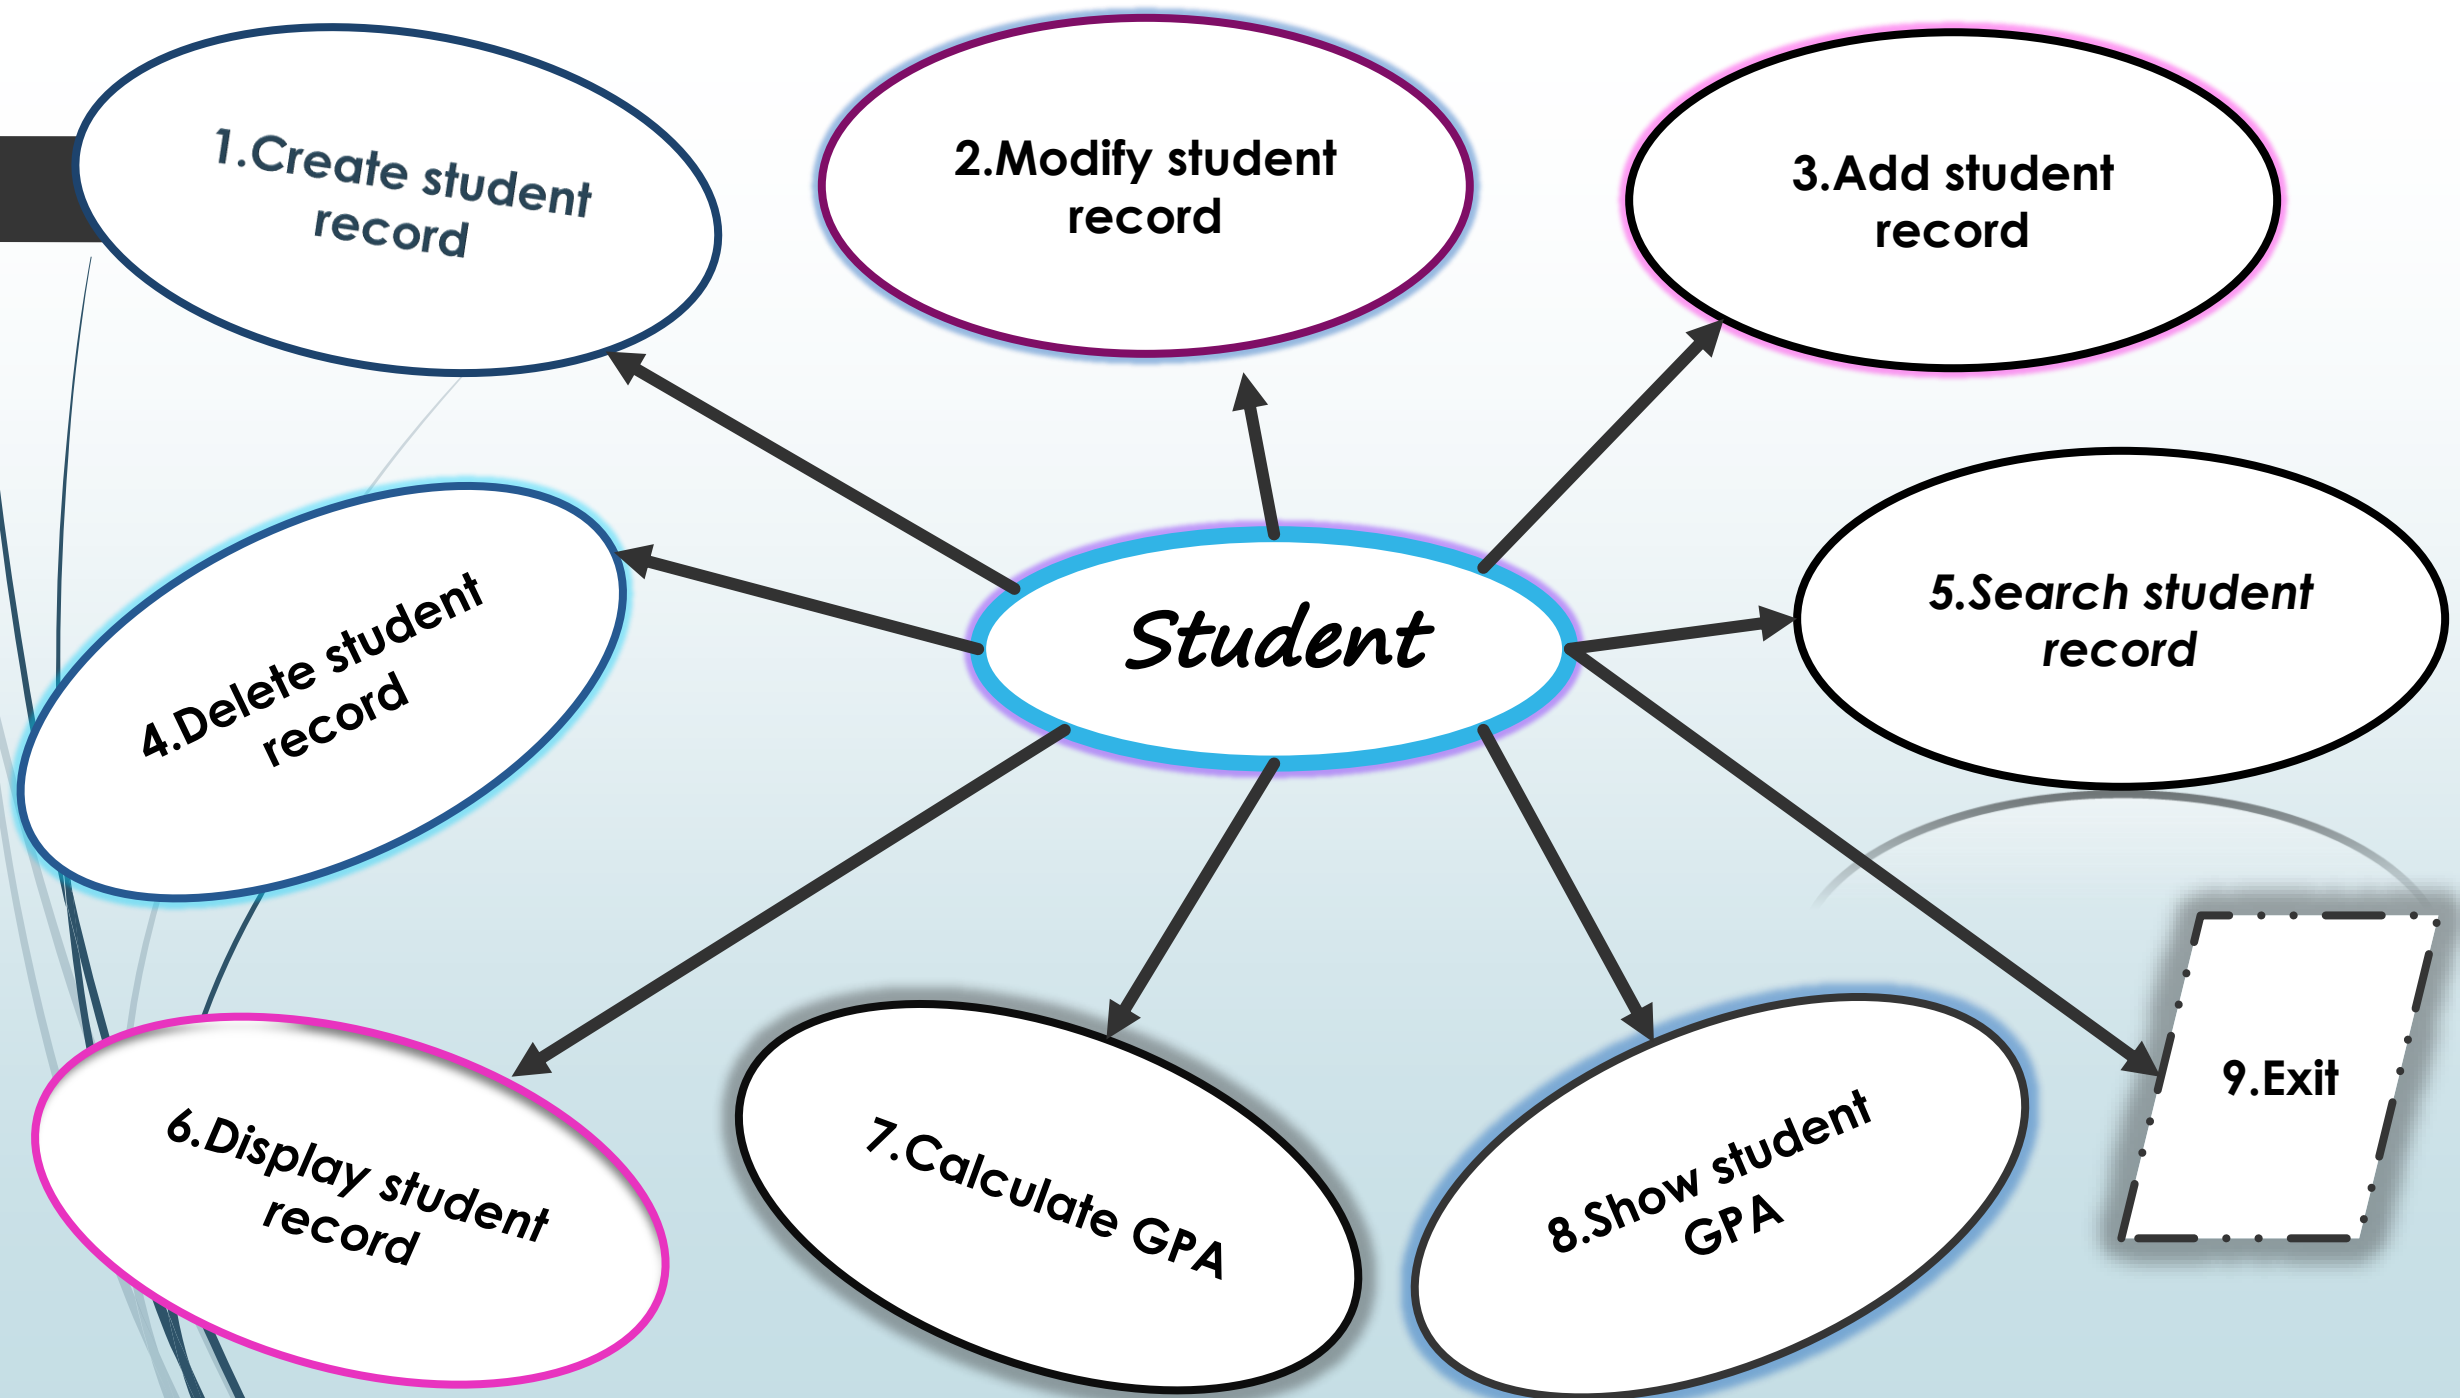 1.Create student
record
2.Modify student
record
3.Add student
record
4.Delete student
record
Student
5.Search student
record
6.Display student
record
7.Calculate GPA
8.Show student
GPA
9.Exit